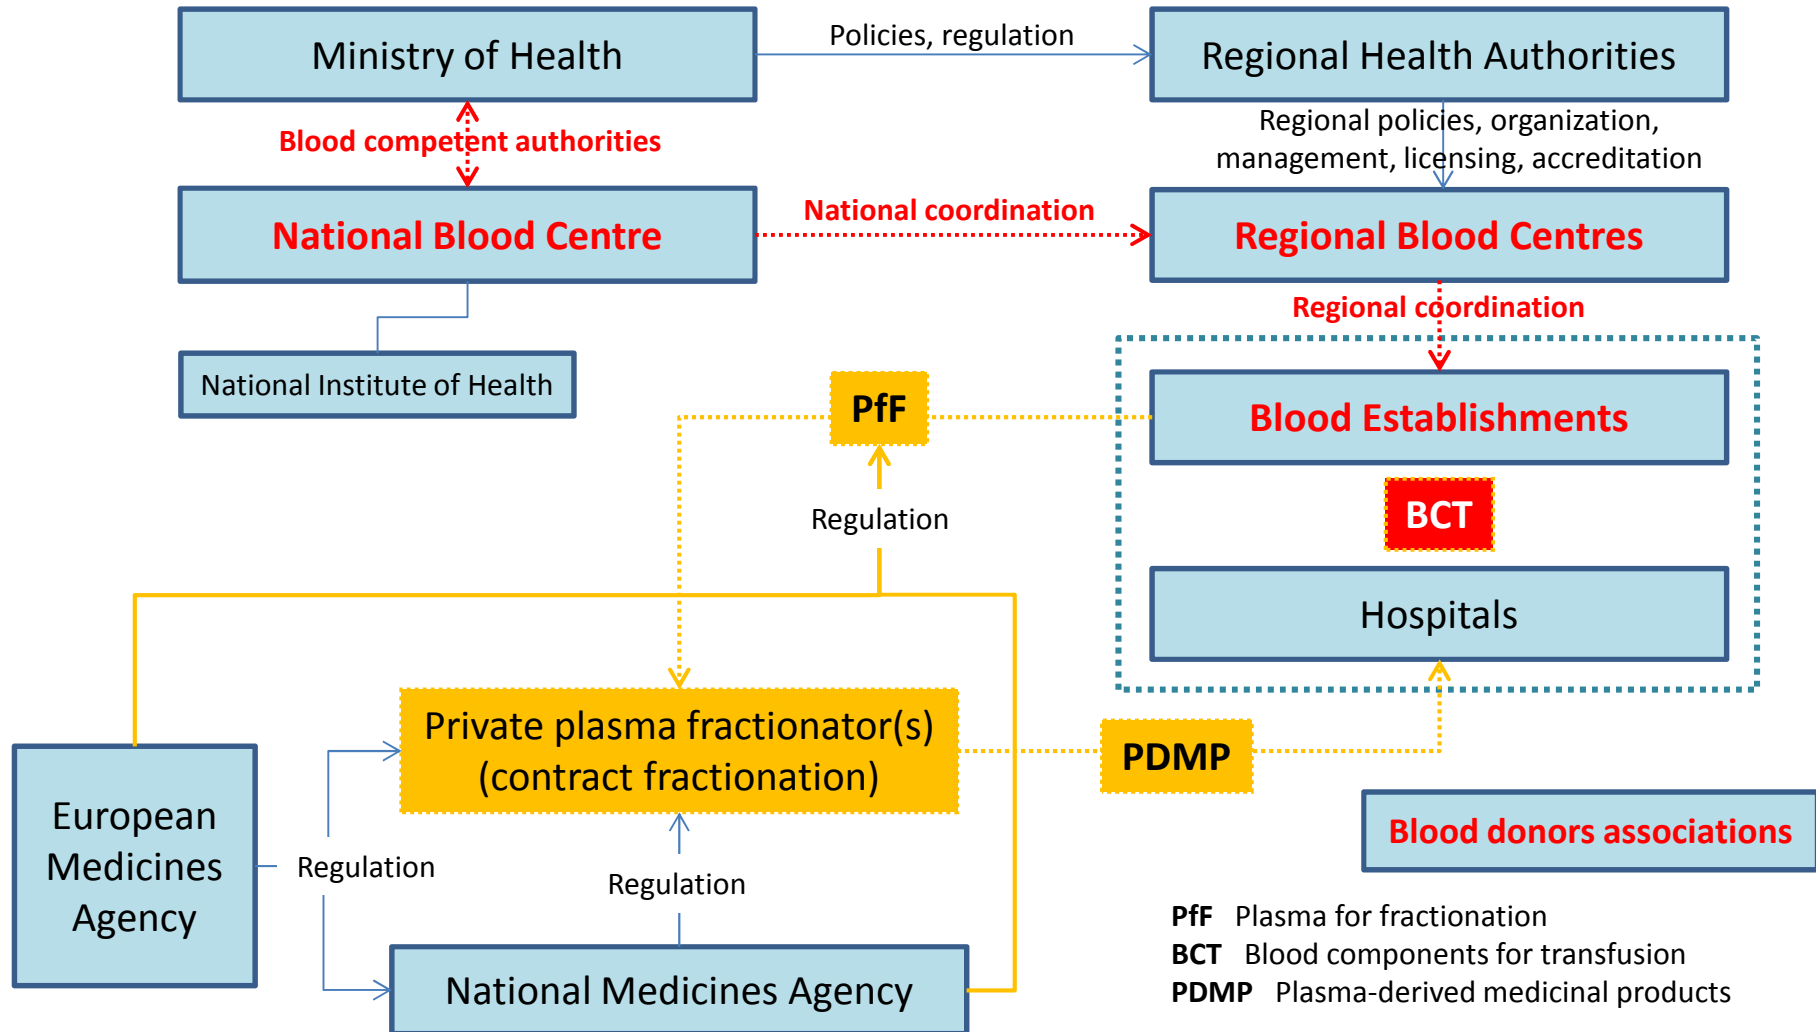 Ministry of Health
Policies, regulation
Regional Health Authorities
Blood competent authorities
Regional policies, organization,
management, licensing, accreditation
National Blood Centre
National coordination
Regional Blood Centres
Regional coordination
National Institute of Health
PfF
Blood Establishments
Regulation
BCT
Hospitals
Private plasma fractionator(s)
(contract fractionation)
PDMP
European
Medicines
Agency
Regulation
Regulation
Blood donors associations
National Medicines Agency
PfF Plasma for fractionation
BCT Blood components for transfusion
PDMP Plasma-derived medicinal products